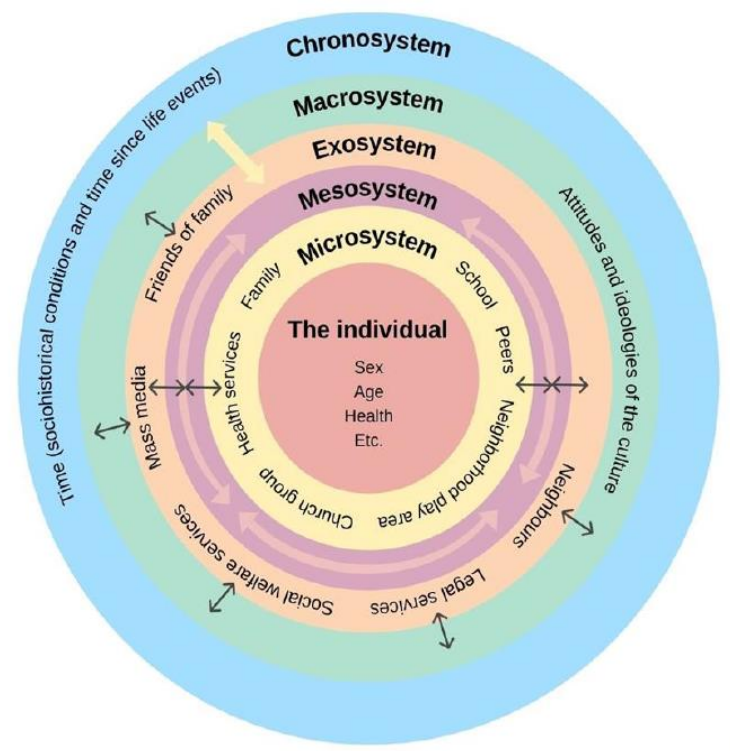 Chronosystem
Time (sociohistorical conditions and time since life events)
Macrosystem
Attitudes and ideologies of the culture
Exosystem
Friends of family
Mass media
Social welfare services
Legal services
Neighbours
Mesosystem
Microsystem
Family
Health services
Church group
Neighborhood play area
Peers
School
The individual
Sex
Age
Health
Etc.